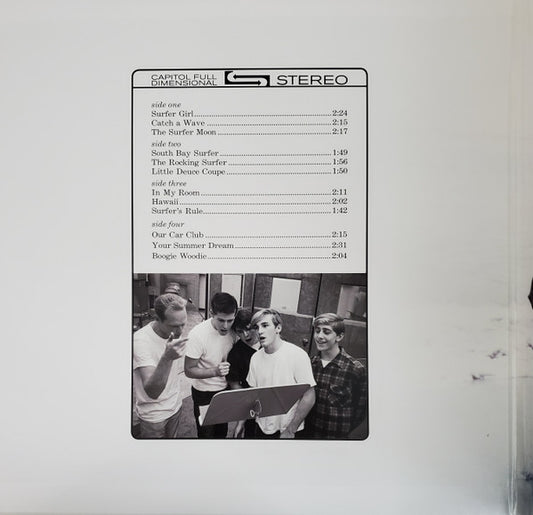 CAPITOL FULL
DIMENSIONAL
STEREO
side one
Surfer Girl 2:24
Catch a Wave 2:15
The Surfer Moon 2:17
side two
South Bay Surfer 1:49
The Rocking Surfer 1:56
Little Deuce Coupe 1:50
side three
In My Room 2:11
Hawaii 2:02
Surfer's Rule 1:42
side four
Our Car Club 2:15
Your Summer Dream 2:31
Boogie Woodie 2:04